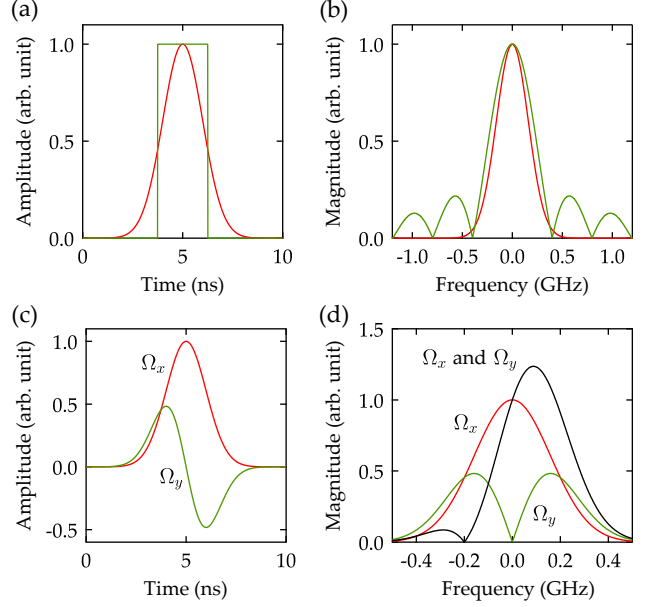 (a)
Amplitude (arb. unit)
1.0
0.5
0.0
0
5
10
Time (ns)
(b)
Magnitude (arb. unit)
1.0
0.5
0.0
-1.0
-0.5
0.0
0.5
1.0
Frequency (GHz)
(c)
Amplitude (arb. unit)
1.0
0.5
0.0
-0.5
Ωx
Ωy
0
5
10
Time (ns)
(d)
Magnitude (arb. unit)
1.5
1.0
0.5
0.0
Ωx and Ωy
Ωx
Ωy
-0.4
-0.2
0.0
0.2
0.4
Frequency (GHz)